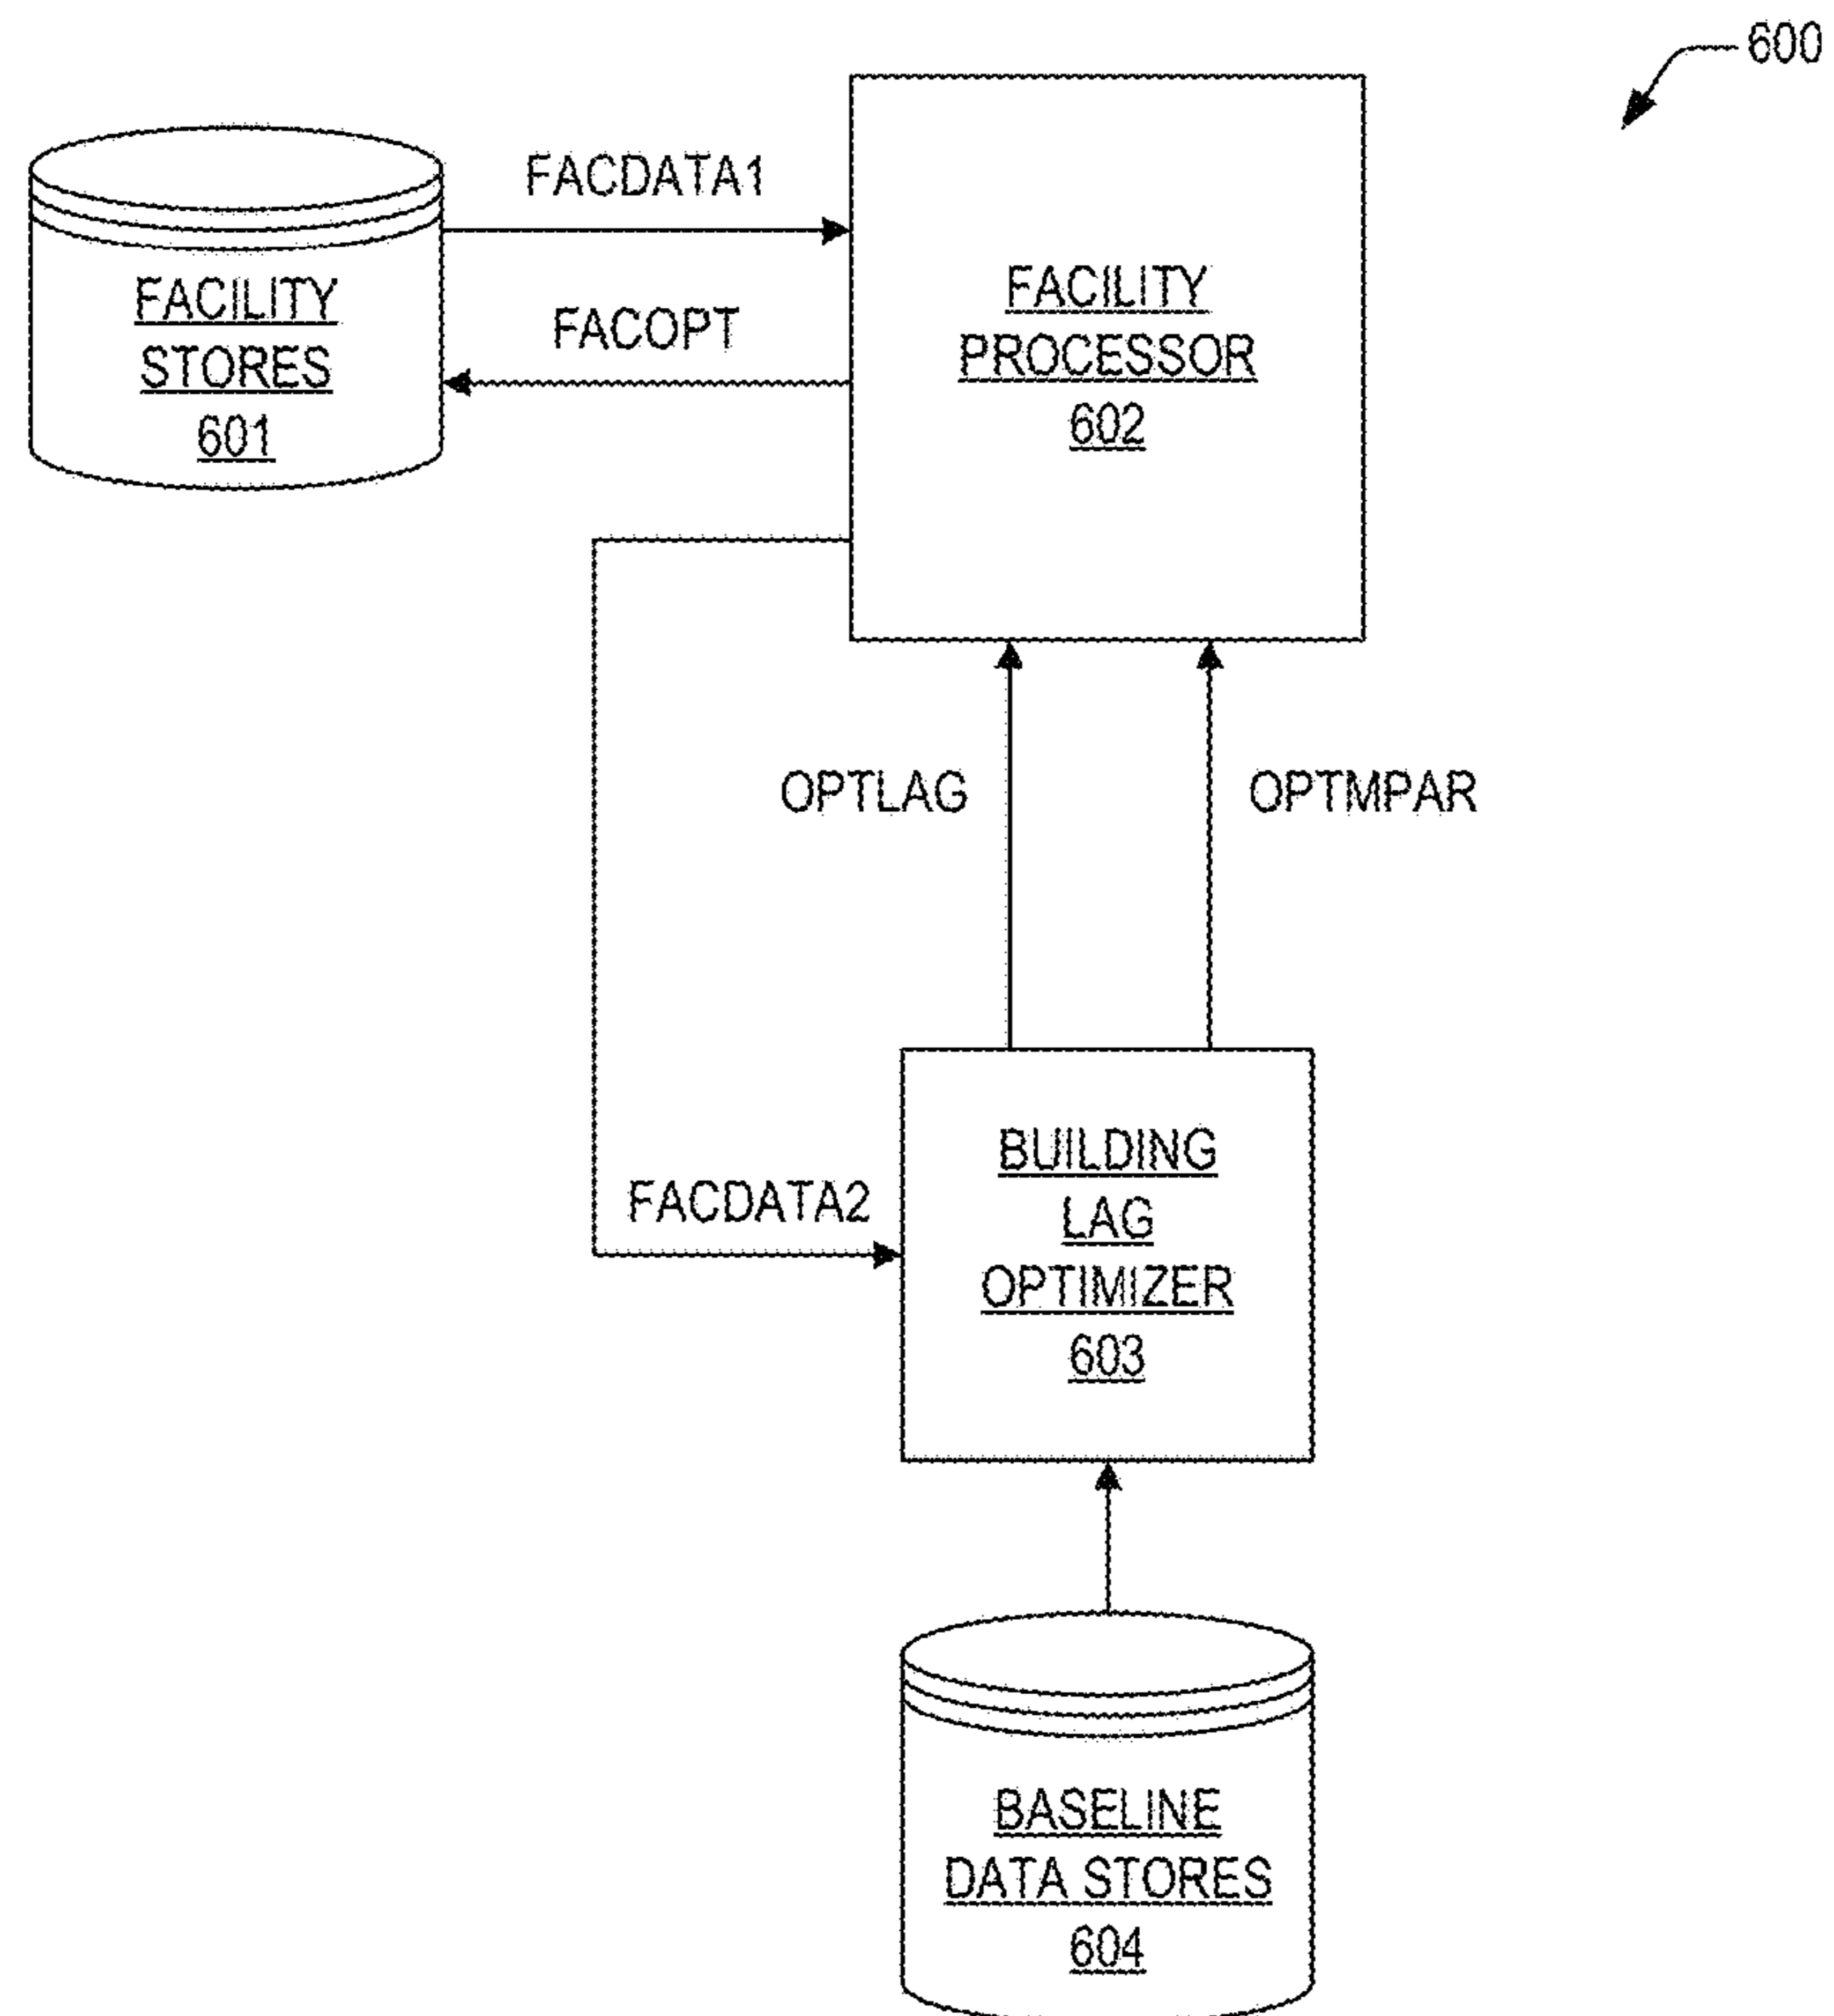 600
FACDATA1
FACILITY
STORES
601
FACOPT
FACILITY
PROCESSOR
602
OPTLAG
OPTMPAR
FACDATA2
BUILDING
LAG
OPTIMIZER
603
BASELINE
DATA STORES
604